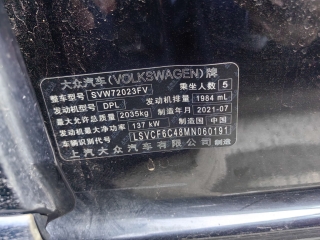 大众汽车(VOLKSWAGEN)牌
整车型号 SVW72023FV 乘坐人数 5
发动机型号 DPL 发动机排量 1984 mL
最大允许总质量 2035kg 制造年月 2021-07
发动机最大净功率 137 kW 制造国 中国
车辆识别代号 LSVCF6C48MN060191
上汽大众汽车有限公司制造